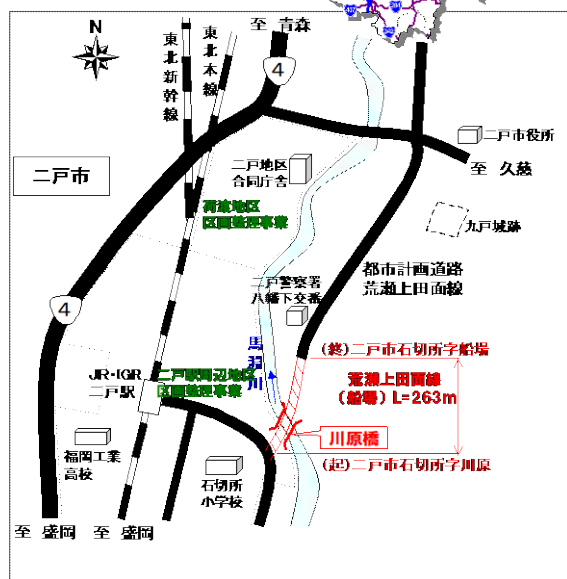 N
至 青森
東北新幹線
東北本線
4
二戸市役所
至 久慈
二戸市
二戸地区
合同庁舎
荷渡地区
区画整理事業
九戸城跡
都市計画道路
荒瀬上田面線
二戸警察署
八幡下交番
4
馬淵川
(終)二戸市石切所字船場
JR・IGR
二戸駅
二戸駅周辺地区
区画整理事業
荒瀬上田面線
(船場) L=263m
川原橋
(起)二戸市石切所字川原
福岡工業
高校
石切所
小学校
至 盛岡
至 盛岡